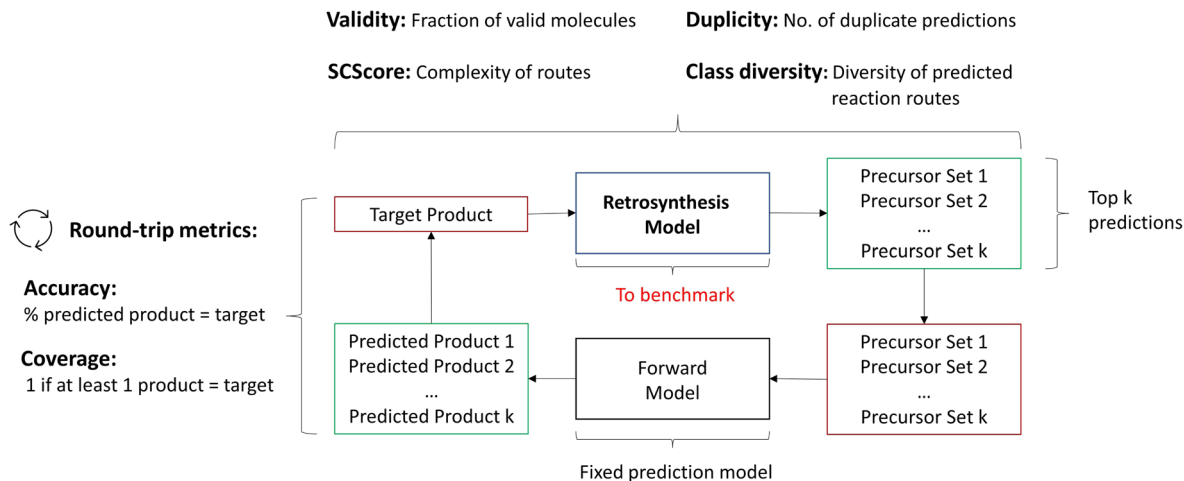 Validity: Fraction of valid molecules
Duplicity: No. of duplicate predictions
SCScore: Complexity of routes
Class diversity: Diversity of predicted
reaction routes
Target Product
Retrosynthesis
Model
Precursor Set 1
Precursor Set 2
...
Precursor Set k
Top k
predictions
Round-trip metrics:
To benchmark
Accuracy:
% predicted product = target
Coverage:
1 if at least 1 product = target
Predicted Product 1
Predicted Product 2
...
Predicted Product k
Forward
Model
Precursor Set 1
Precursor Set 2
...
Precursor Set k
Fixed prediction model